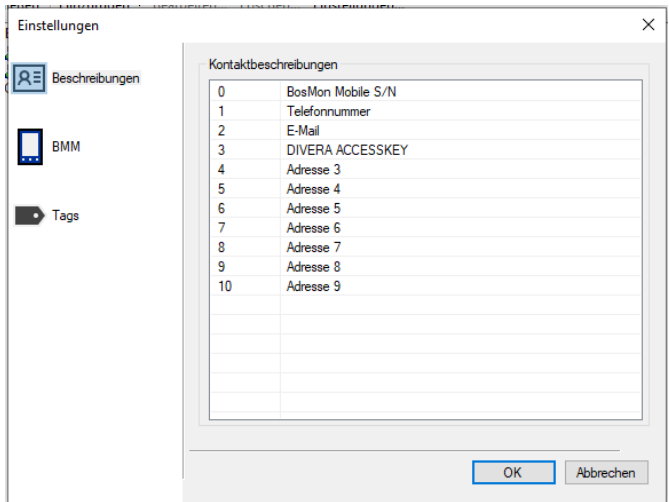 Einstellungen
Beschreibungen
BMM
Tags
Kontaktbeschreibungen
0 BosMon Mobile S/N
1 Telefonnummer
2 E-Mail
3 DIVERA ACCESSKEY
4 Adresse 3
5 Adresse 4
6 Adresse 5
7 Adresse 6
8 Adresse 7
9 Adresse 8
10 Adresse 9
OK Abbrechen